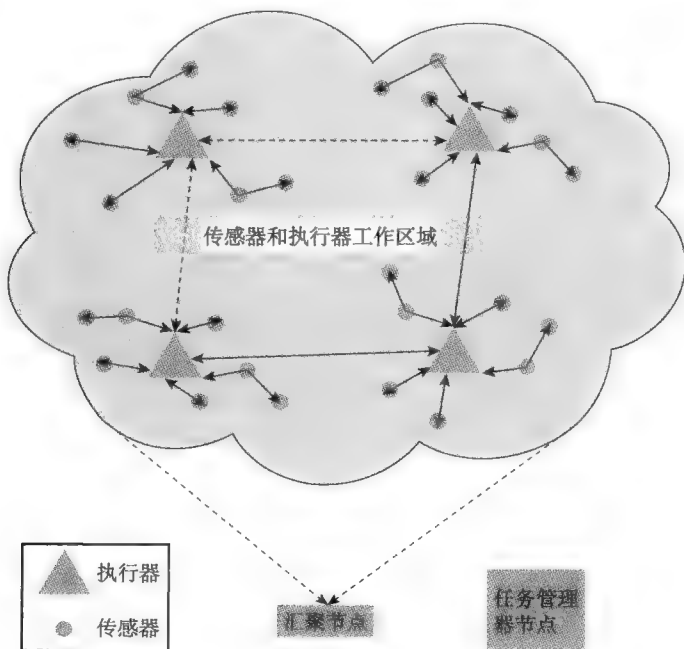 传感器和执行器工作区域
执行器
传感器
汇聚节点
任务管理
器节点